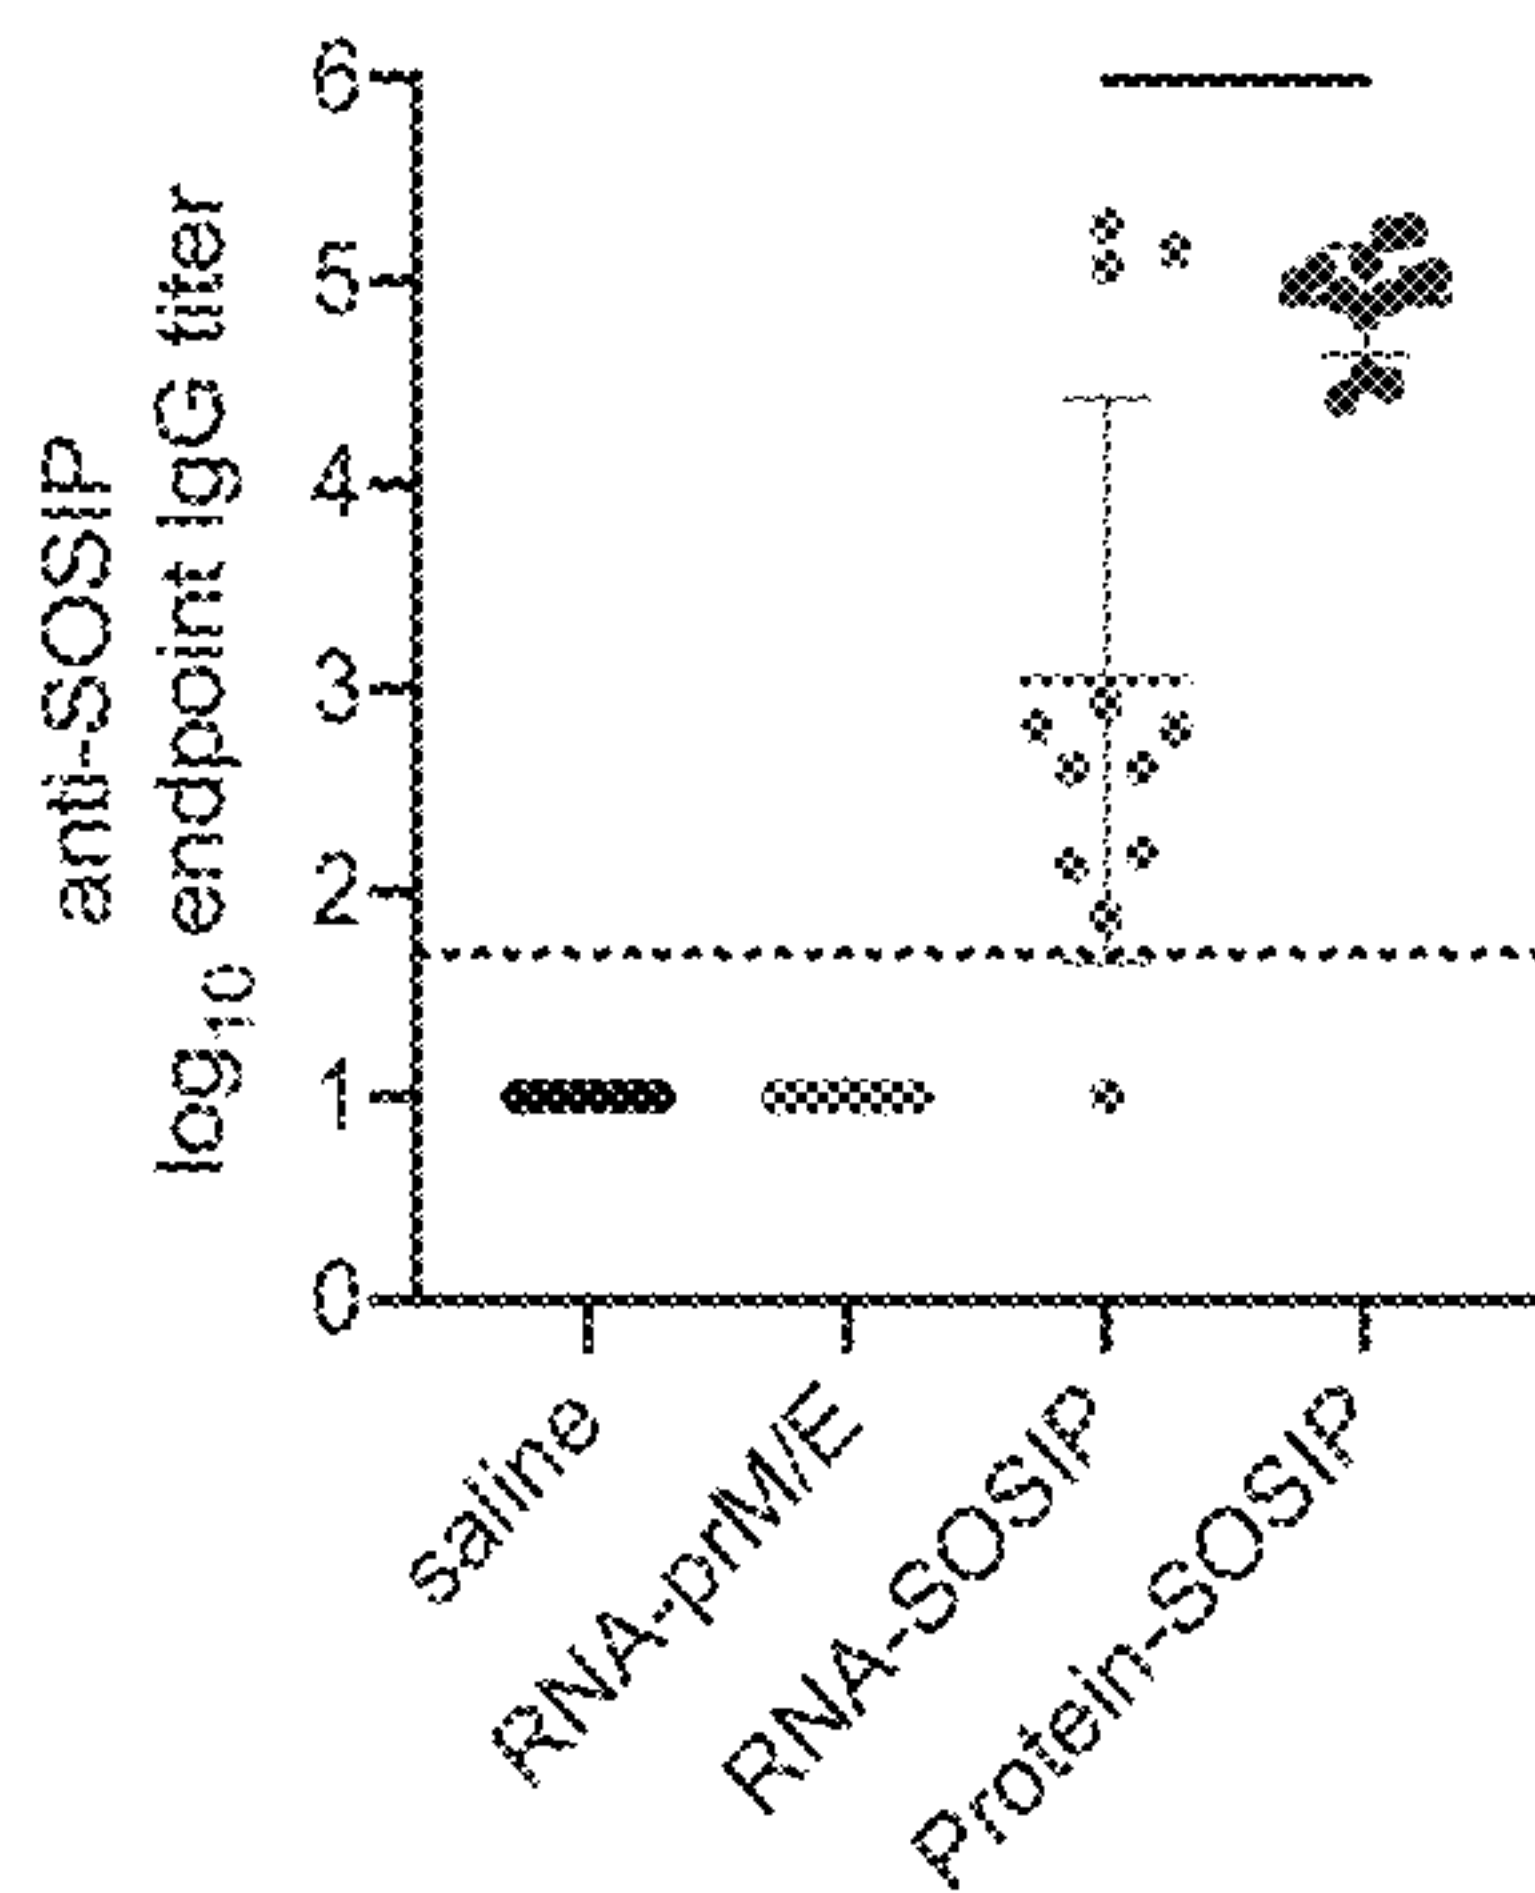 anti-SOSIP
log10 endpoint IgG titer
6
5
4
3
2
1
0
saline
RNA-prM/E
RNA-SOSIP
Protein-SOSIP